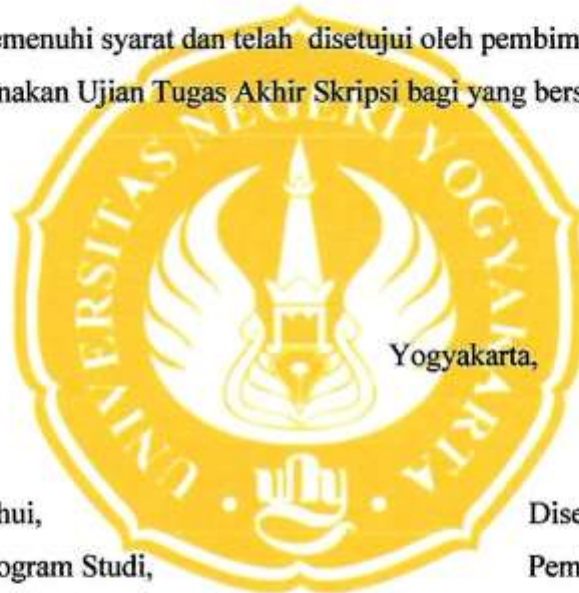 emenuhi syarat dan telah disetujui oleh pembim
nakan Ujian Tugas Akhir Skripsi bagi yang bers
UNIVERSITAS NEGERI YOGYAKARTA
Yogyakarta,
hui,
Dise
ogram Studi,
Pem